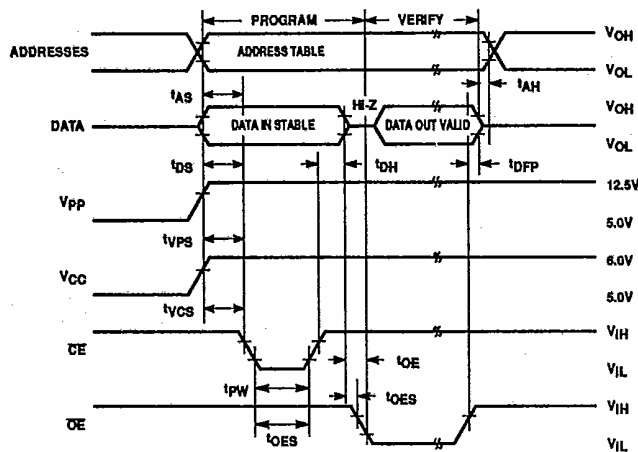 PROGRAM VERIFY
ADDRESSES ADDRESS TABLE VOH
VOL
tAS tAH
HI-Z
DATA DATA IN STABLE DATA OUT VALID VOH
VOL
tDS tDH tDFP
VPP 12.5V
5.0V
tVPS
VCC 6.0V
5.0V
tVCS
CE VIH
tOE VIL
tPW tOES
OE VIH
tOES VIL